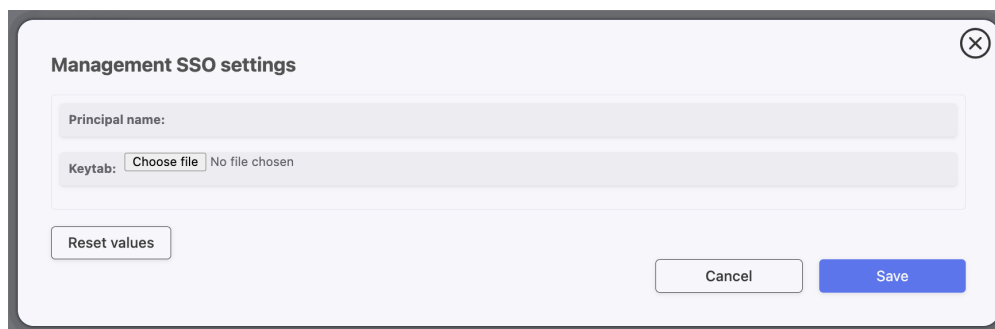 Management SSO settings
Principal name:
Keytab: Choose file No file chosen
Reset values
Cancel Save